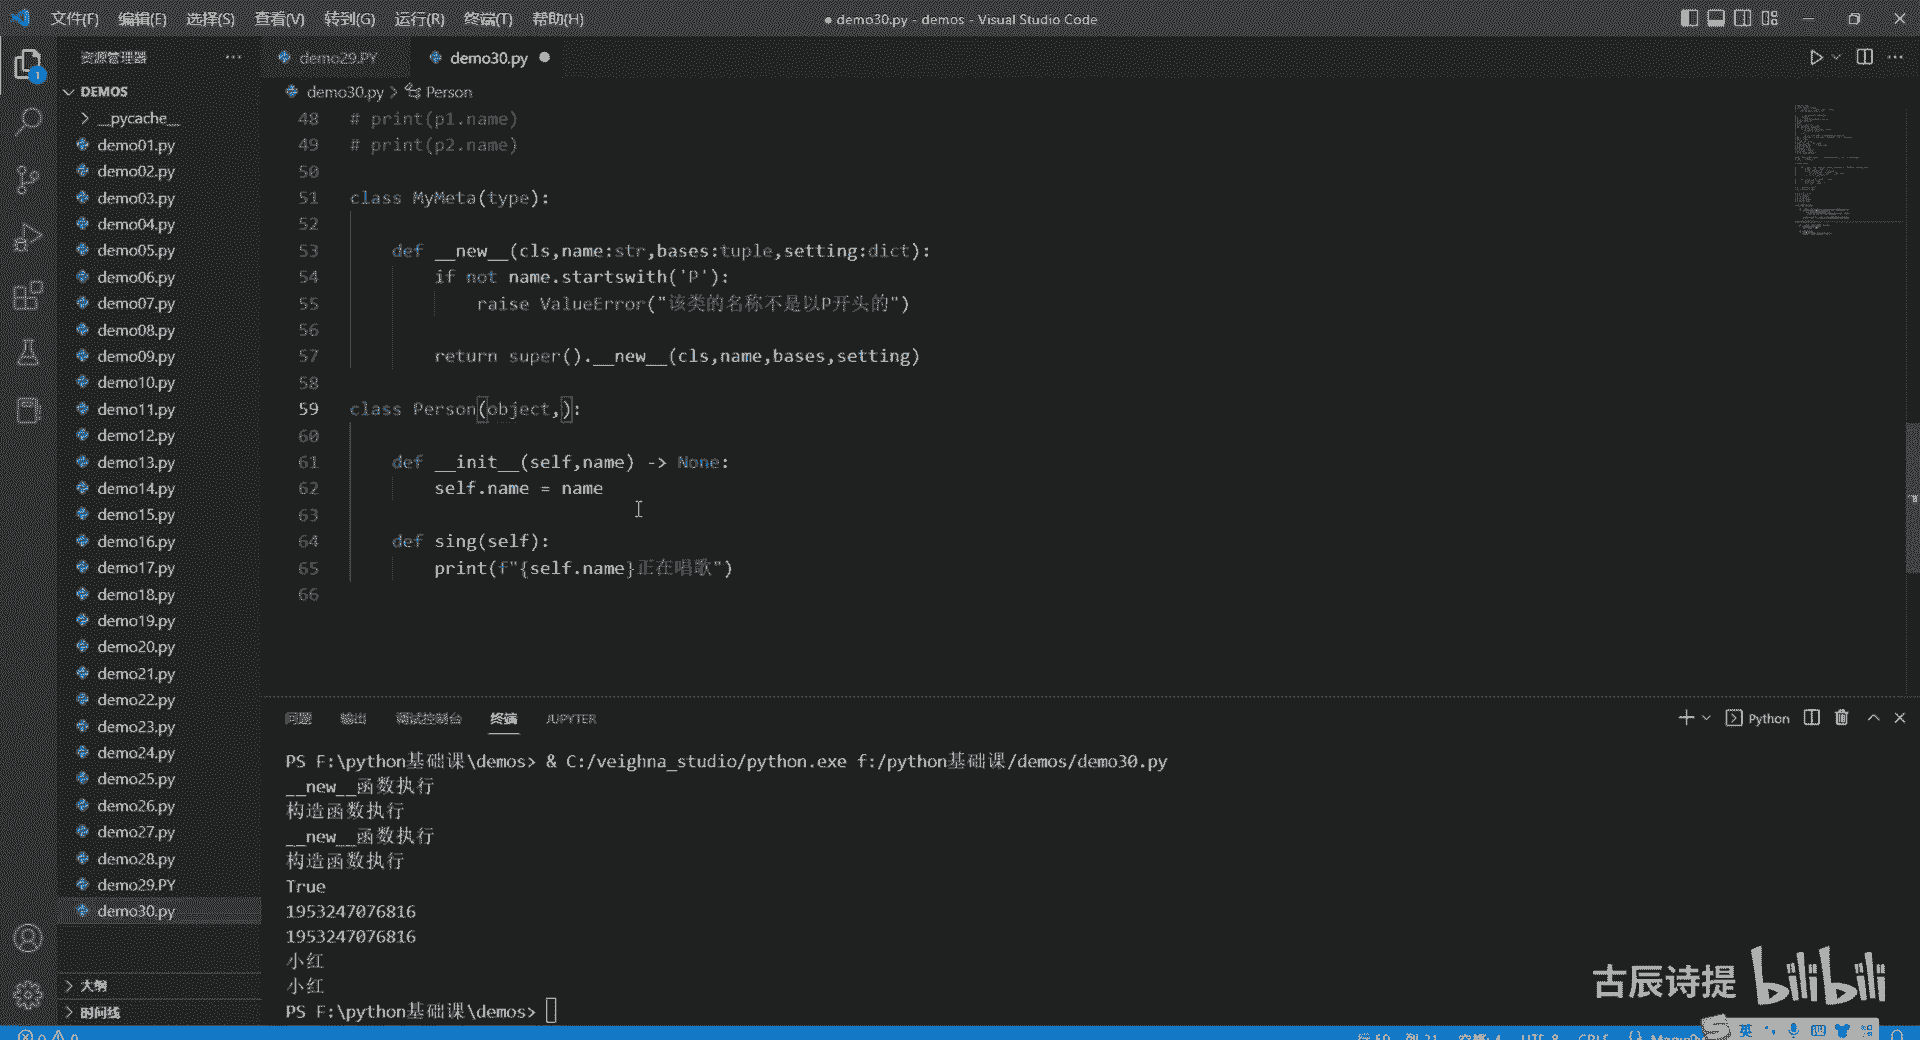 文件(F) 编辑(E) 选择(S) 查看(V) 转到(G) 运行(R) 终端(T) 帮助(H)
● demo30.py - demos - Visual Studio Code
资源管理器 ···
demo29.PY
demo30.py ●
DEMOS
demo30.py > Person
__pycache__
demo01.py
demo02.py
demo03.py
demo04.py
demo05.py
demo06.py
demo07.py
demo08.py
demo09.py
demo10.py
demo11.py
demo12.py
demo13.py
demo14.py
demo15.py
demo16.py
demo17.py
demo18.py
demo19.py
demo20.py
demo21.py
demo22.py
demo23.py
demo24.py
demo25.py
demo26.py
demo27.py
demo28.py
demo29.PY
demo30.py
大纲
时间线
1
48 # print(p1.name)
49 # print(p2.name)
50
51 class MyMeta(type):
52
53 def __new__(cls,name:str,bases:tuple,setting:dict):
54 if not name.startswith('P'):
55 raise ValueError("该类的名称不是以P开头的")
56
57 return super().__new__(cls,name,bases,setting)
58
59 class Person(object,):
60
61 def __init__(self,name) -> None:
62 self.name = name
63
64 def sing(self):
65 print(f"{self.name}正在唱歌")
66
问题 输出 调试控制台 终端 JUPYTER
Python
PS F:\python基础课\demos> & C:/veighna_studio/python.exe f:/python基础课/demos/demo30.py
__new__函数执行
构造函数执行
__new__函数执行
构造函数执行
True
1953247076816
1953247076816
小红
小红
PS F:\python基础课\demos>
古辰诗提 bilibili
英